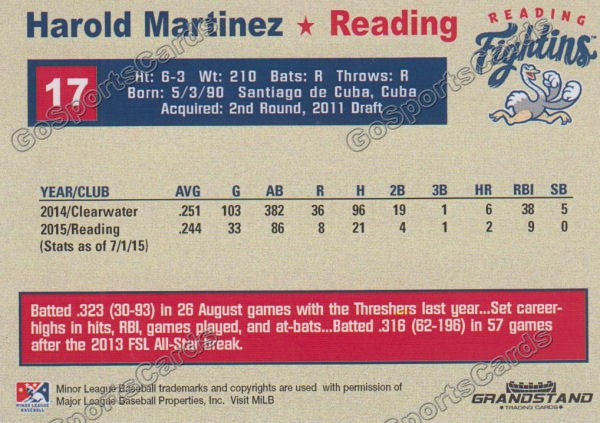 Harold Martinez ★ Reading
READING
Fightins™
17
Ht: 6-3 Wt: 210 Bats: R Throws: R
Born: 5/3/90 Santiago de Cuba, Cuba
Acquired: 2nd Round, 2011 Draft
YEAR/CLUB AVG G AB R H 2B 3B HR RBI SB
2014/Clearwater .251 103 382 36 96 19 1 6 38 5
2015/Reading .244 33 86 8 21 4 1 2 9 0
(Stats as of 7/1/15)
Batted .323 (30-93) in 26 August games with the Threshers last year...Set career-
highs in hits, RBI, games played, and at-bats...Batted .316 (62-196) in 57 games
after the 2013 FSL All-Star break.
MINOR LEAGUE
BASEBALL
Minor League Baseball trademarks and copyrights are used with permission of
Major League Baseball Properties, Inc. Visit MiLB
GRANDSTAND
TRADING CARDS
GoSportsCards
GoSportsCards
GoSportsCards
GoSportsCards